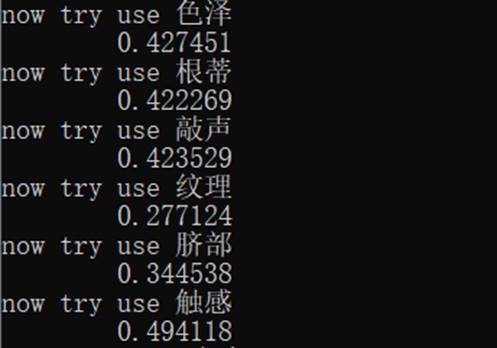 now try use 色泽
0.427451
now try use 根蒂
0.422269
now try use 敲声
0.423529
now try use 纹理
0.277124
now try use 脐部
0.344538
now try use 触感
0.494118